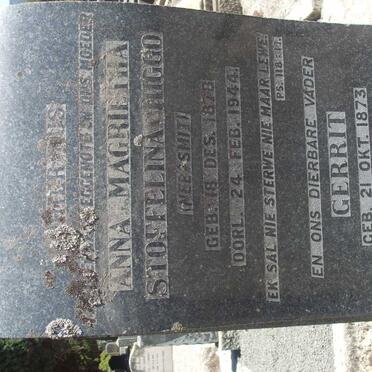 EGGENOTE EN ONS MOEDER
ANNA MAGRIETHA
STOFFELINA
(NEE SMIT)
GEB. 18 DES. 1878
OORL. 24 FEB. 1944.
EK SAL NIE STERWE NIE MAAR LEWE
PS. 118:17.
EN ONS DIERBARE VADER
GERRIT
GEB. 21 OKT. 1873